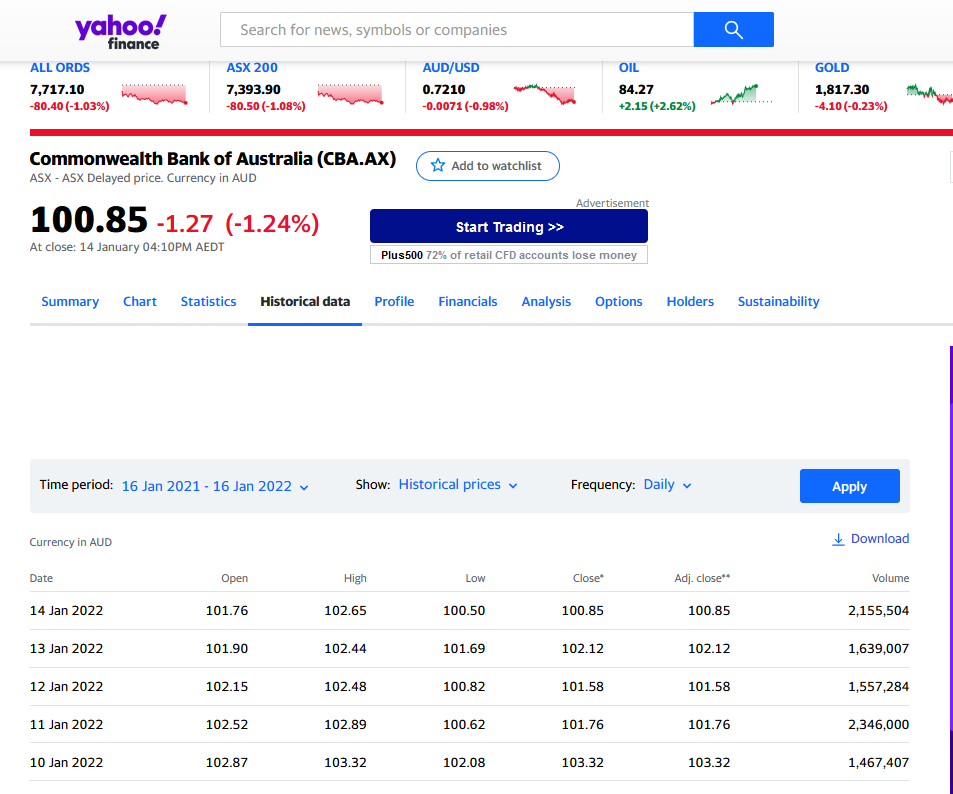 yahoo!
finance
Search for news, symbols or companies
ALL ORDS ASX 200 AUD/USD OIL GOLD
7,717.10 7,393.90 0.7210 84.27 1,817.30
-80.40 (-1.03%) -80.50 (-1.08%) -0.0071 (-0.98%) +2.15 (+2.62%) -4.10 (-0.23%)
Commonwealth Bank of Australia (CBA.AX) Add to watchlist
ASX - ASX Delayed price. Currency in AUD
Advertisement
100.85 -1.27 (-1.24%) Start Trading >>
At close: 14 January 04:10PM AEDT
Plus500 72% of retail CFD accounts lose money
Summary Chart Statistics Historical data Profile Financials Analysis Options Holders Sustainability
Time period: 16 Jan 2021 - 16 Jan 2022 Show: Historical prices Frequency: Daily Apply
Currency in AUD Download
Date Open High Low Close* Adj. close** Volume
14 Jan 2022 101.76 102.65 100.50 100.85 100.85 2,155,504
13 Jan 2022 101.90 102.44 101.69 102.12 102.12 1,639,007
12 Jan 2022 102.15 102.48 100.82 101.58 101.58 1,557,284
11 Jan 2022 102.52 102.89 100.62 101.76 101.76 2,346,000
10 Jan 2022 102.87 103.32 102.08 103.32 103.32 1,467,407